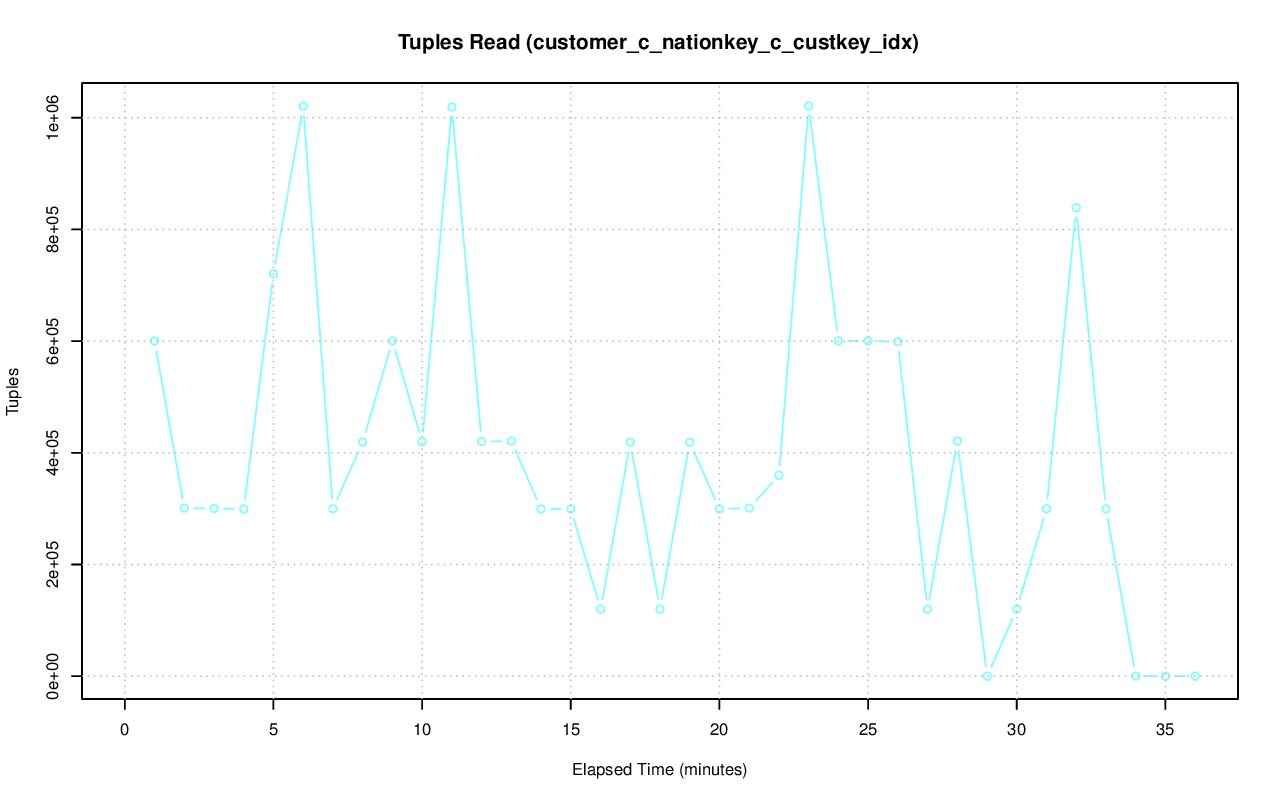 Tuples Read (customer_c_nationkey_c_custkey_idx)
1e+06
8e+05
6e+05
4e+05
2e+05
0e+00
Tuples
0 5 10 15 20 25 30 35
Elapsed Time (minutes)